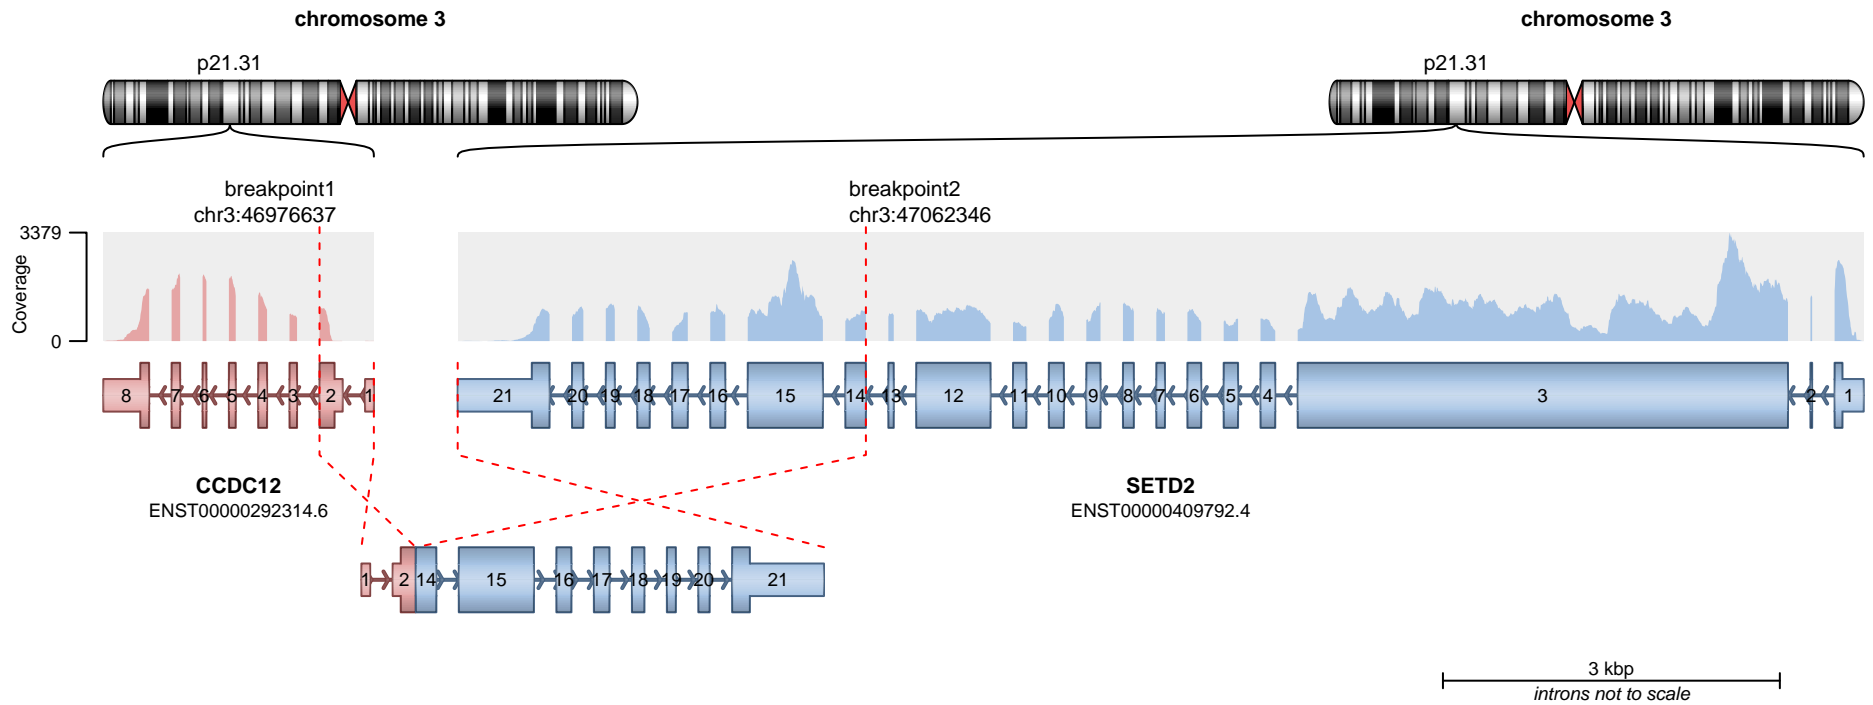 chromosome 3
chromosome 3
p21.31
p21.31
breakpoint1
chr3:46976637
breakpoint2
chr3:47062346
3379
Coverage
0
8 7 6 5 4 3 2 1
21 20 19 18 17 16 15 14 13 12 11 10 9 8 7 6 5 4 3 2 1
CCDC12
ENST00000292314.6
SETD2
ENST00000409792.4
1 2 14 15 16 17 18 19 20 21
3 kbp
introns not to scale